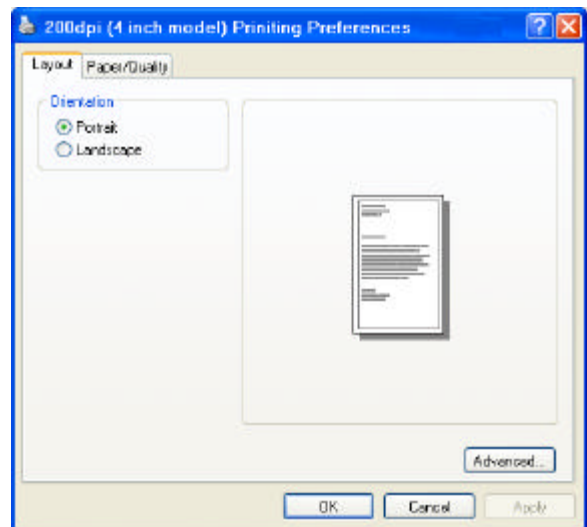 200dpi (4 inch model) Priniting Preferences
Layout Paper/Quality
Orientation
Portrait
Landscape
Advanced...
OK Cancel Apply